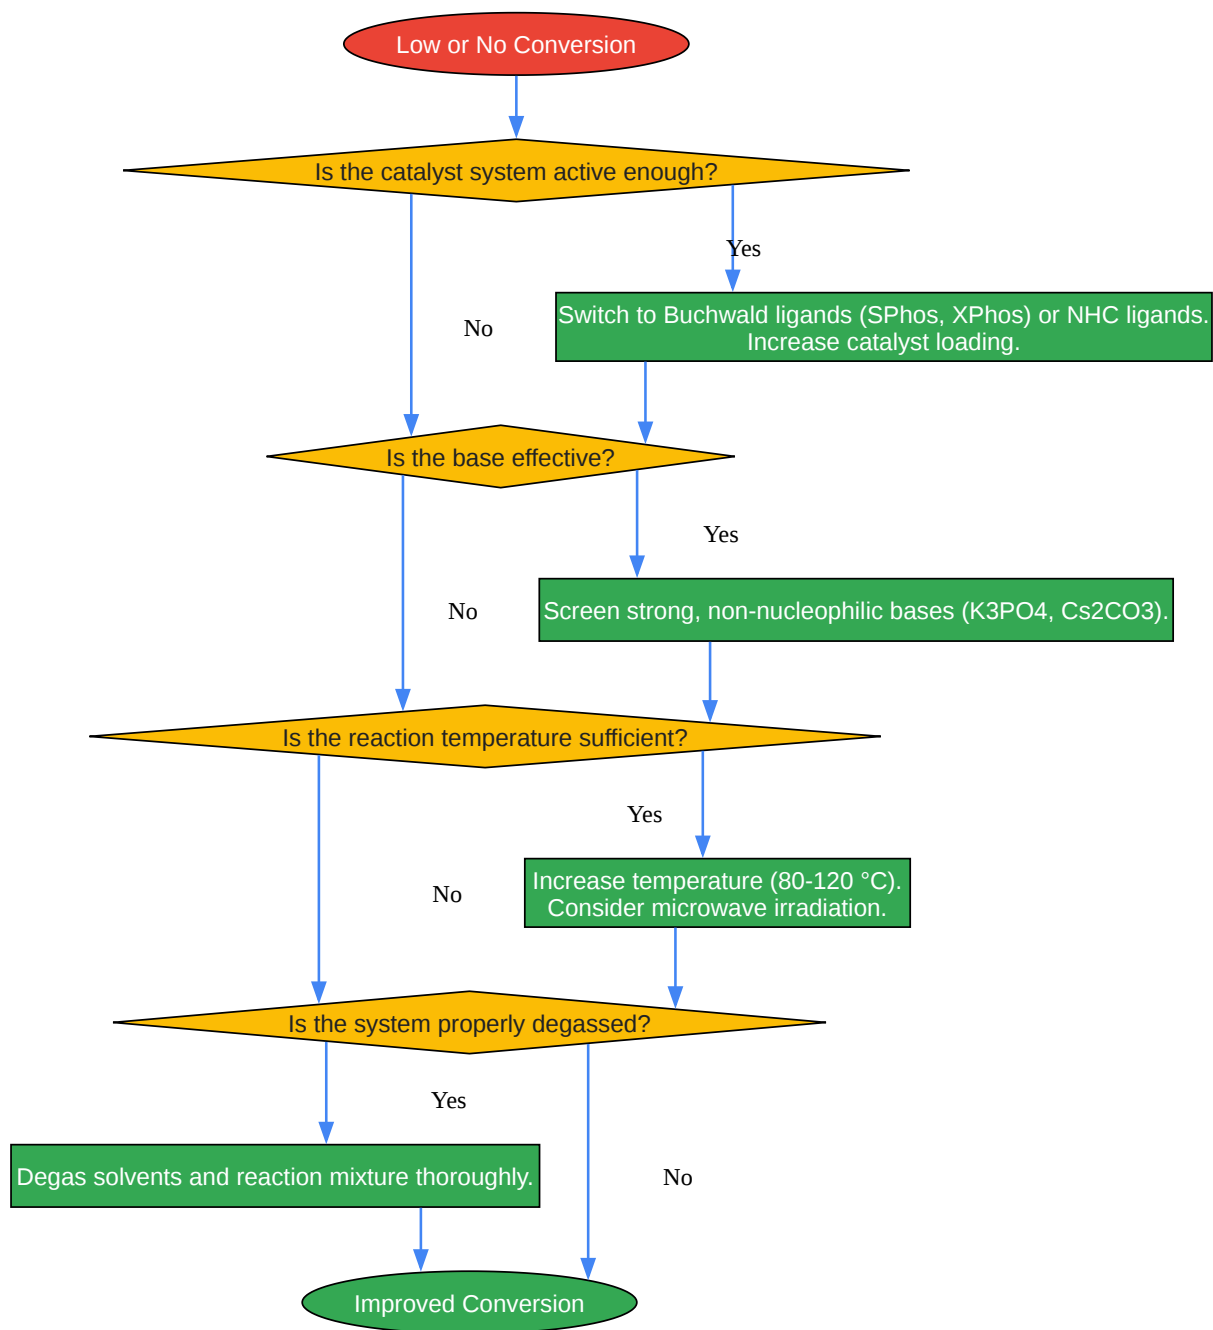 Low or No Conversion
Is the catalyst system active enough?
Yes
Switch to Buchwald ligands (SPhos, XPhos) or NHC ligands.
Increase catalyst loading.
No
Is the base effective?
Yes
Screen strong, non-nucleophilic bases (K3PO4, Cs2CO3).
No
Is the reaction temperature sufficient?
Yes
Increase temperature (80-120 °C).
Consider microwave irradiation.
No
Is the system properly degassed?
Yes
Degas solvents and reaction mixture thoroughly.
No
Improved Conversion